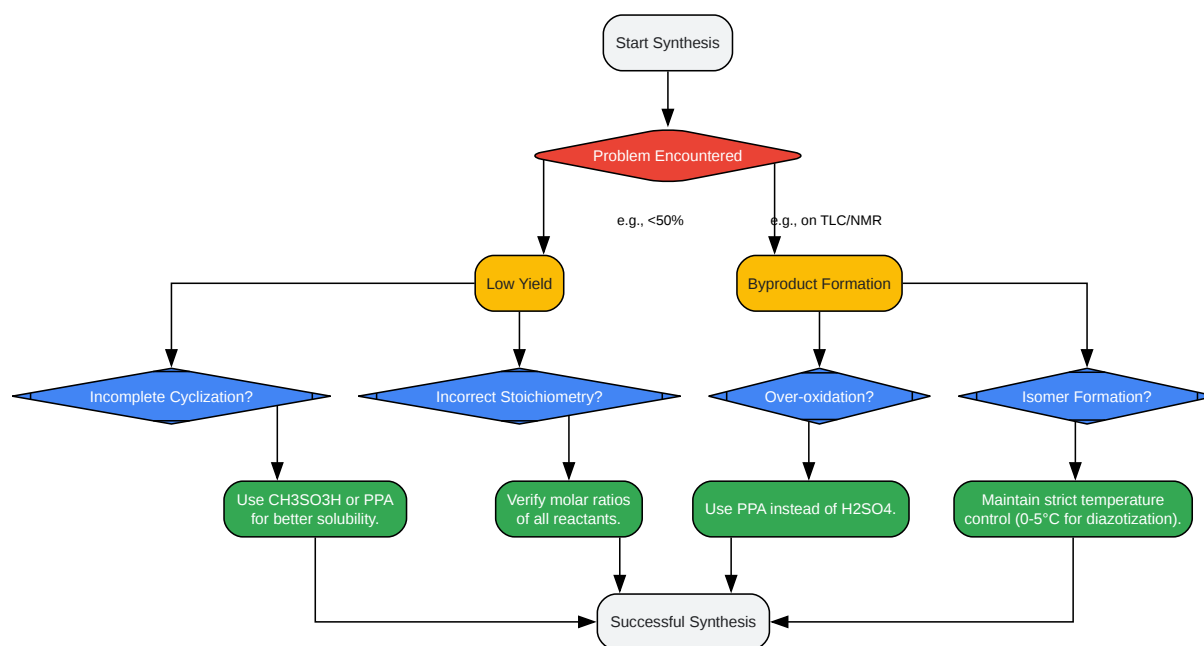 Start Synthesis
Problem Encountered
e.g., <50%
e.g., on TLC/NMR
Low Yield
Byproduct Formation
Incomplete Cyclization?
Incorrect Stoichiometry?
Over-oxidation?
Isomer Formation?
Use CH3SO3H or PPA
for better solubility.
Verify molar ratios
of all reactants.
Use PPA instead of H2SO4.
Maintain strict temperature
control (0-5°C for diazotization).
Successful Synthesis